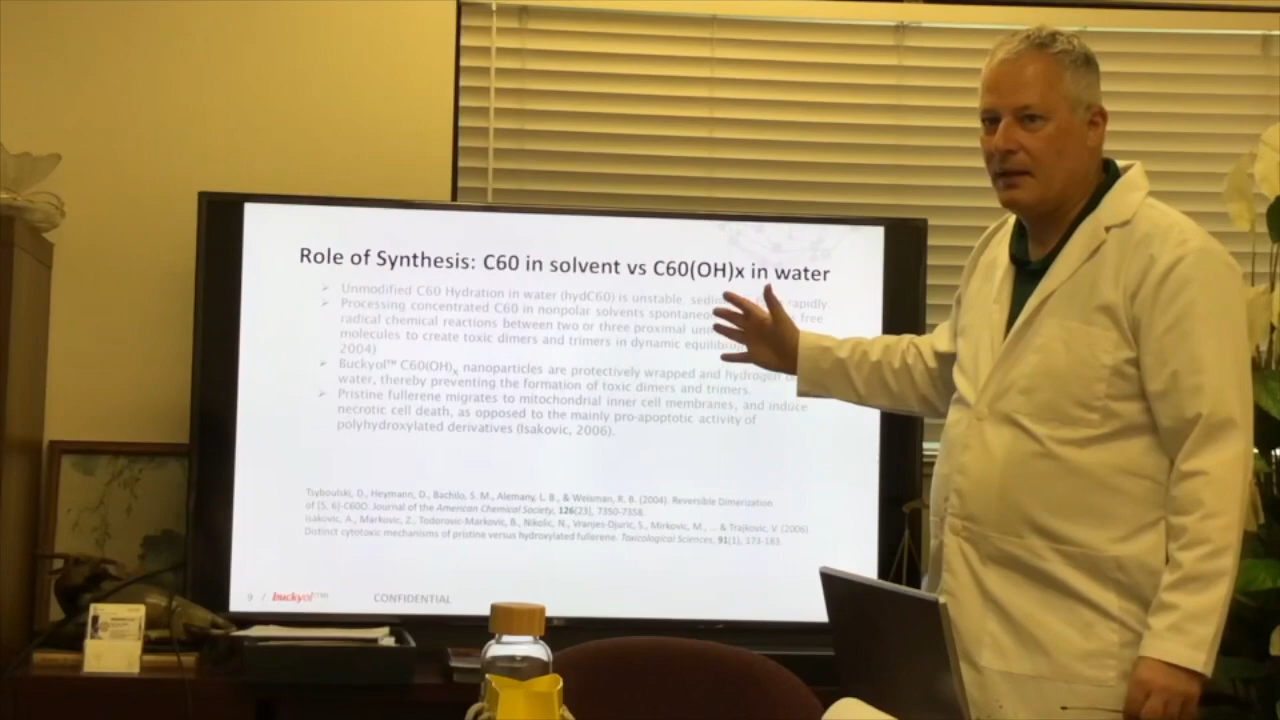 Role of Synthesis: C60 in solvent vs C60(OH)x in water
➢ Unmodified C60 Hydration in water (hydC60) is unstable, rapidly.
➢ Processing concentrated C60 in nonpolar solvents free
radical chemical reactions between two or three proximal
molecules to create toxic dimers and trimers in dynamic
2004)
➢ Buckyol™ C60(OH)x nanoparticles are protectively wrapped and
water, thereby preventing the formation of toxic dimers and trimers.
➢ Pristine fullerene migrates to mitochondrial inner cell membranes, and induce
necrotic cell death, as opposed to the mainly pro-apoptotic activity of
polyhydroxylated derivatives (Isakovic, 2006).
Tsyboulski, D., Heymann, D., Bachilo, S. M., Alemany, L. B., & Weisman, R. B. (2004). Reversible Dimerization
of [5, 6]-C60O. Journal of the American Chemical Society, 126(23), 7350-7358.
Isakovic, A., Markovic, Z., Todorovic-Markovic, B., Nikolic, N., Vranjes-Djuric, S., Mirkovic, M., ... & Trajkovic, V. (2006)
Distinct cytotoxic mechanisms of pristine versus hydroxylated fullerene. Toxicological Sciences, 91(1), 173-183.
9 / buckyol CONFIDENTIAL